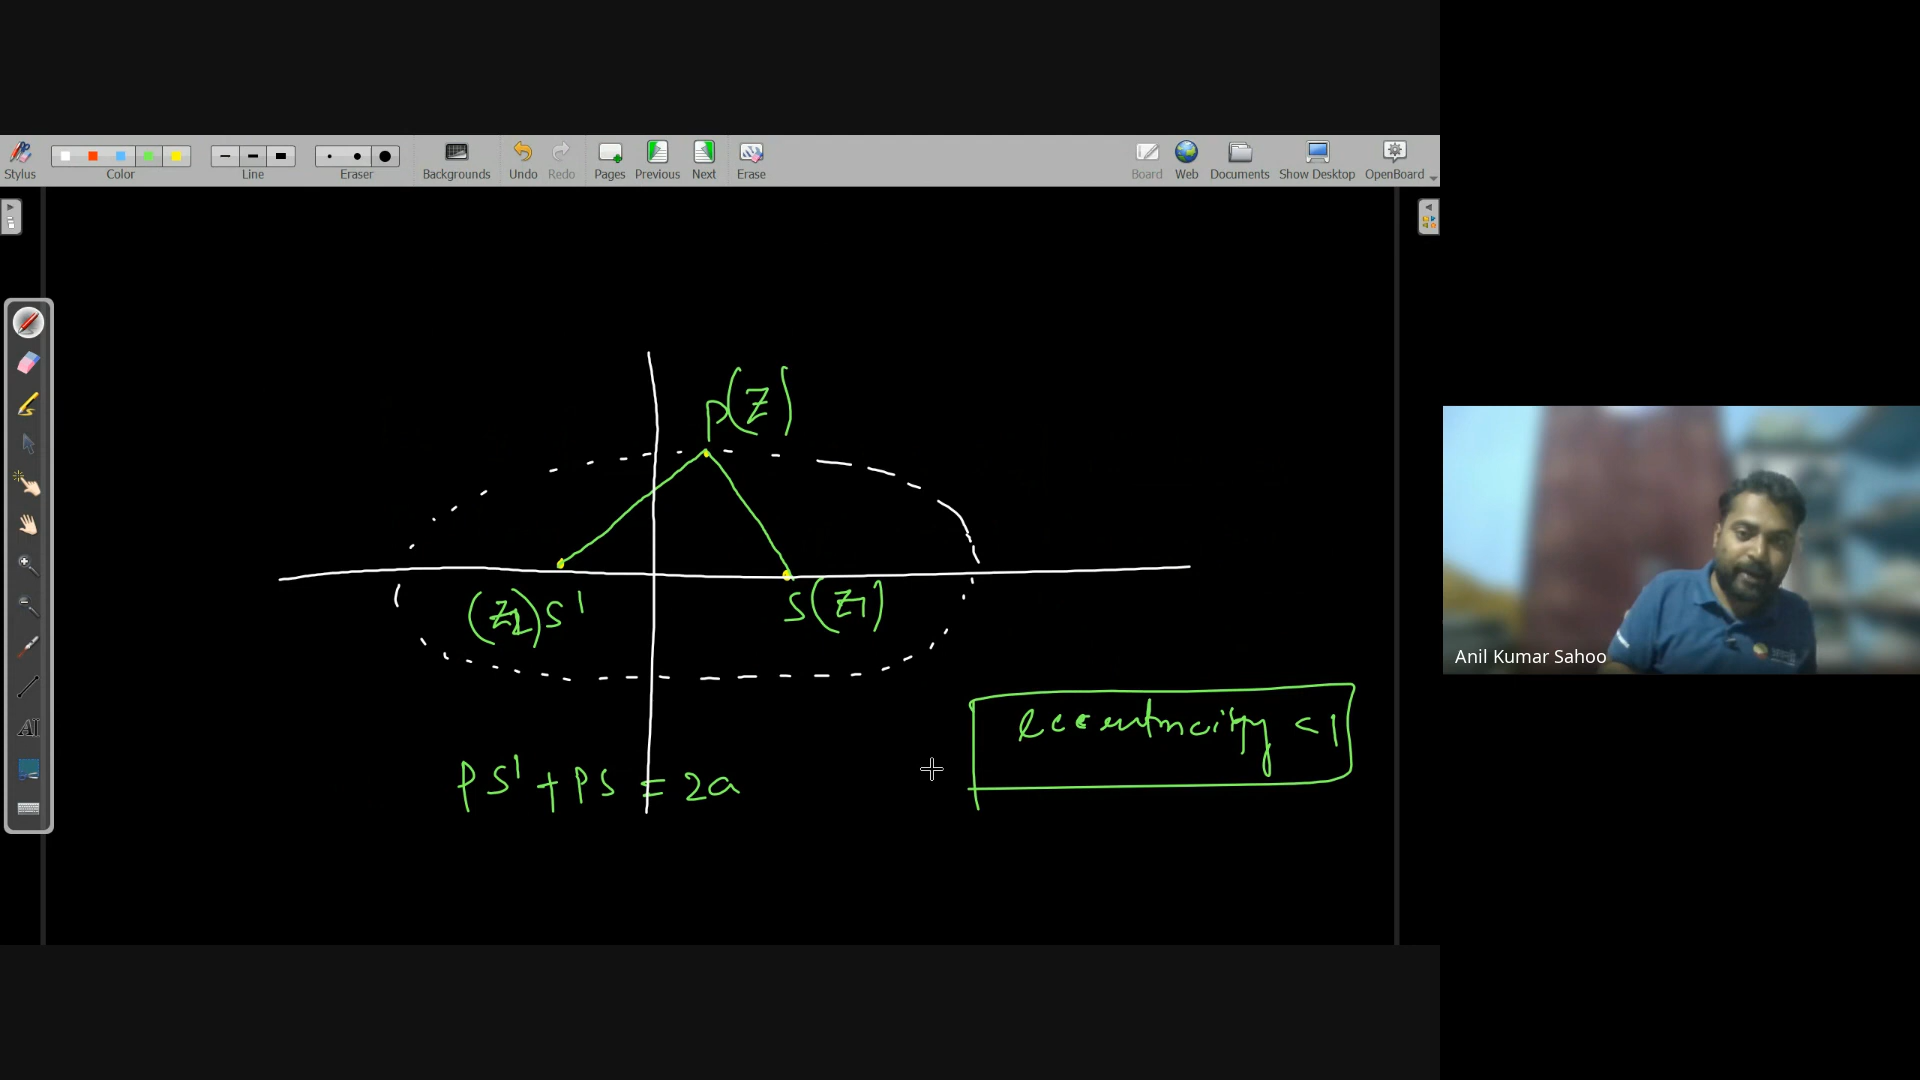 Stylus
Color
Line
Eraser
Backgrounds
Undo
Redo
Pages
Previous
Next
Erase
Board
Web
Documents
Show Desktop
OpenBoard
P(Z)
(Z2)S'
S(Z1)
eccentricity < 1
PS' + PS = 2a
Anil Kumar Sahoo